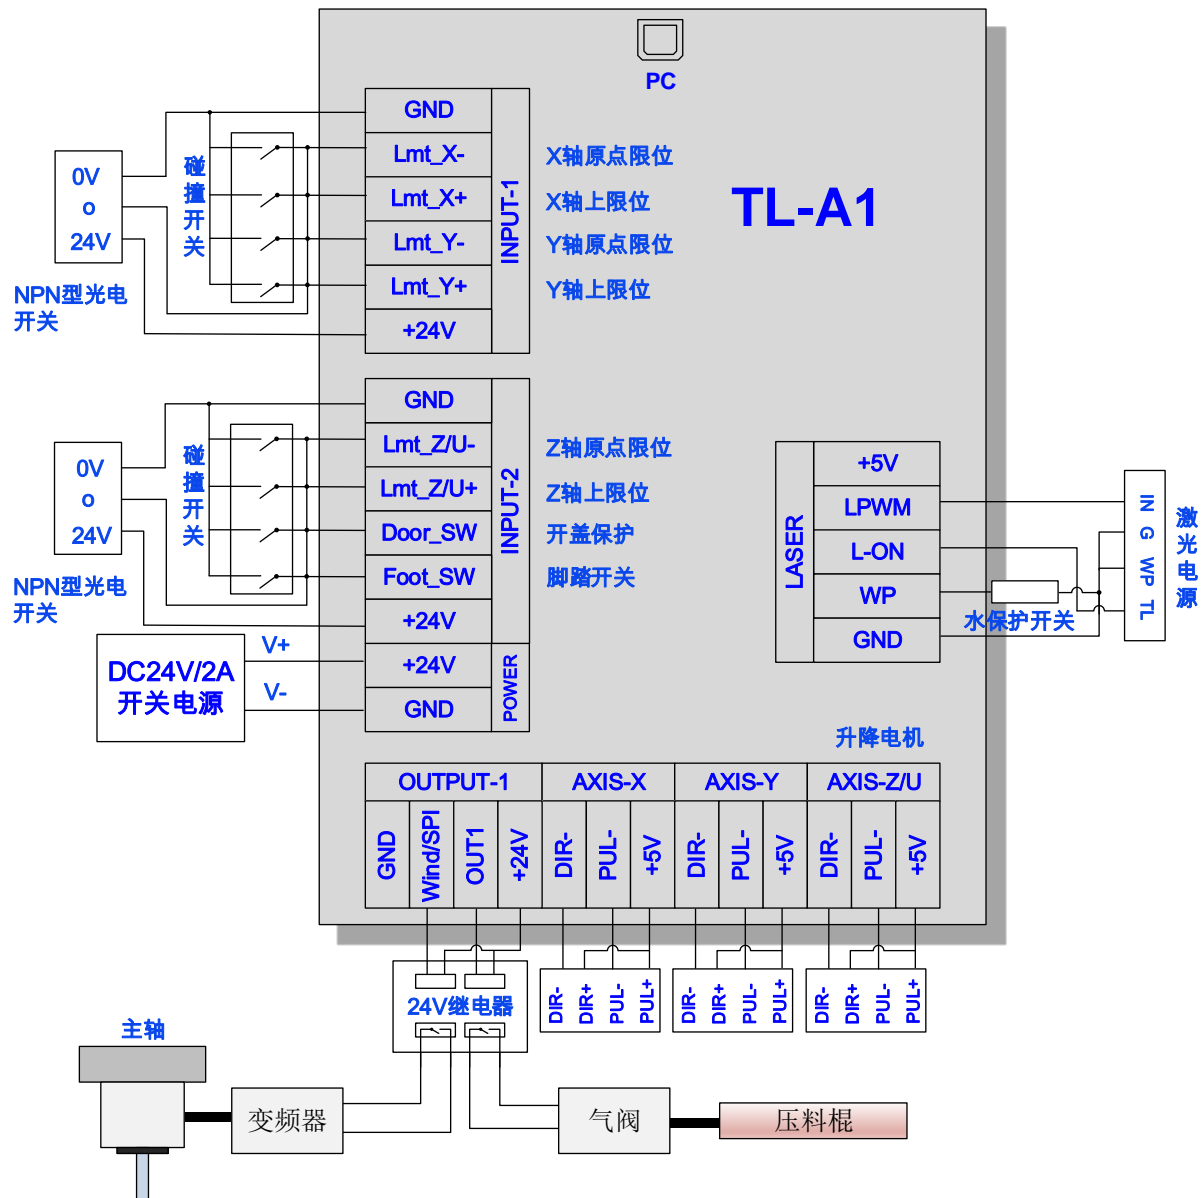 PC
TL-A1
GND
Lmt_X-
Lmt_X+
Lmt_Y-
Lmt_Y+
+24V
INPUT-1
X轴原点限位
X轴上限位
Y轴原点限位
Y轴上限位
碰撞开关
0V
o
24V
NPN型光电
开关
GND
Lmt_Z/U-
Lmt_Z/U+
Door_SW
Foot_SW
+24V
INPUT-2
Z轴原点限位
Z轴上限位
开盖保护
脚踏开关
碰撞开关
0V
o
24V
NPN型光电
开关
+24V
GND
POWER
V+
V-
DC24V/2A
开关电源
LASER
+5V
LPWM
L-ON
WP
GND
水保护开关
IN
G
WP
TL
激光电源
升降电机
OUTPUT-1
AXIS-X
AXIS-Y
AXIS-Z/U
GND
Wind/SPI
OUT1
+24V
DIR-
PUL-
+5V
DIR-
PUL-
+5V
DIR-
PUL-
+5V
24V继电器
DIR-
DIR+
PUL-
PUL+
DIR-
DIR+
PUL-
PUL+
DIR-
DIR+
PUL-
PUL+
主轴
变频器
气阀
压料棍